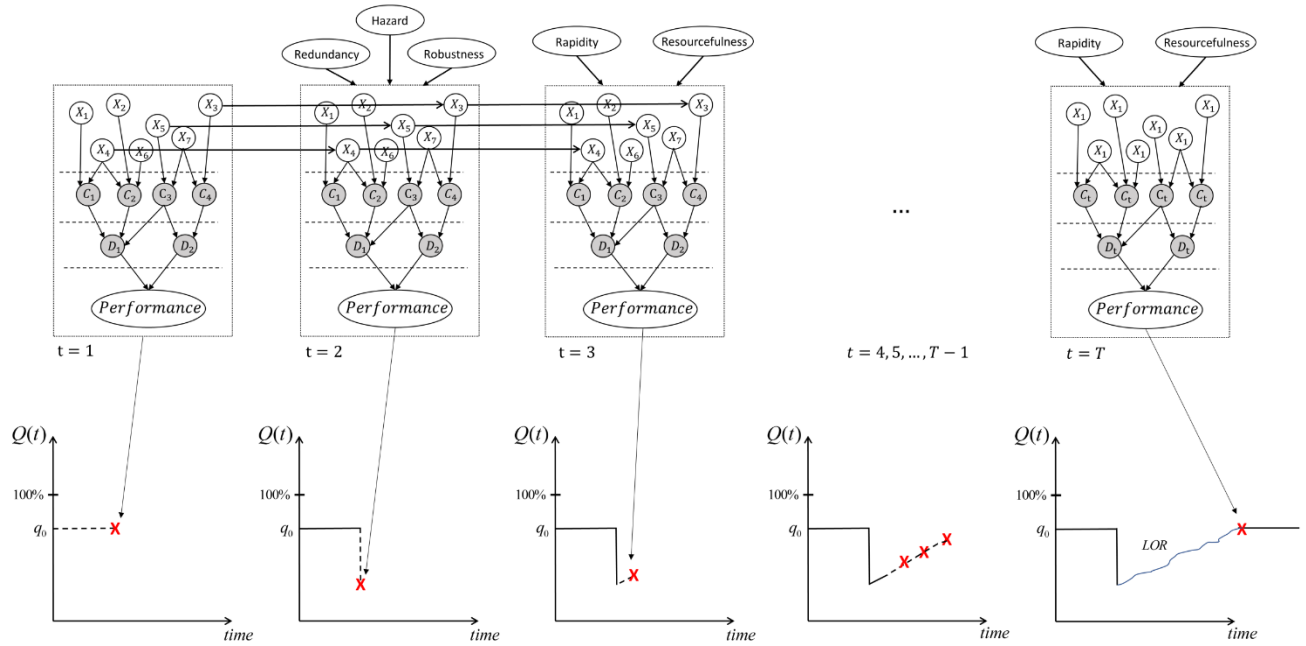 Hazard
Redundancy
Robustness
Rapidity
Resourcefulness
Rapidity
Resourcefulness
X₁ X₂ X₃ X₄ X₅ X₆ X₇
C₁ C₂ C₃ C₄
D₁ D₂
Performance
t = 1
X₁ X₂ X₃ X₄ X₅ X₆ X₇
C₁ C₂ C₃ C₄
D₁ D₂
Performance
t = 2
X₁ X₂ X₃ X₄ X₅ X₆ X₇
C₁ C₂ C₃ C₄
D₁ D₂
Performance
t = 3
...
t = 4, 5, ..., T − 1
X₁ X₁ X₁ X₁ X₁ X₁ X₁
Cₜ Cₜ Cₜ Cₜ
Dₜ Dₜ
Performance
t = T
Q(t)
100%
q₀
X
time
Q(t)
100%
q₀
X
time
Q(t)
100%
q₀
X
time
Q(t)
100%
q₀
X X X
time
Q(t)
100%
q₀
X
LOR
time